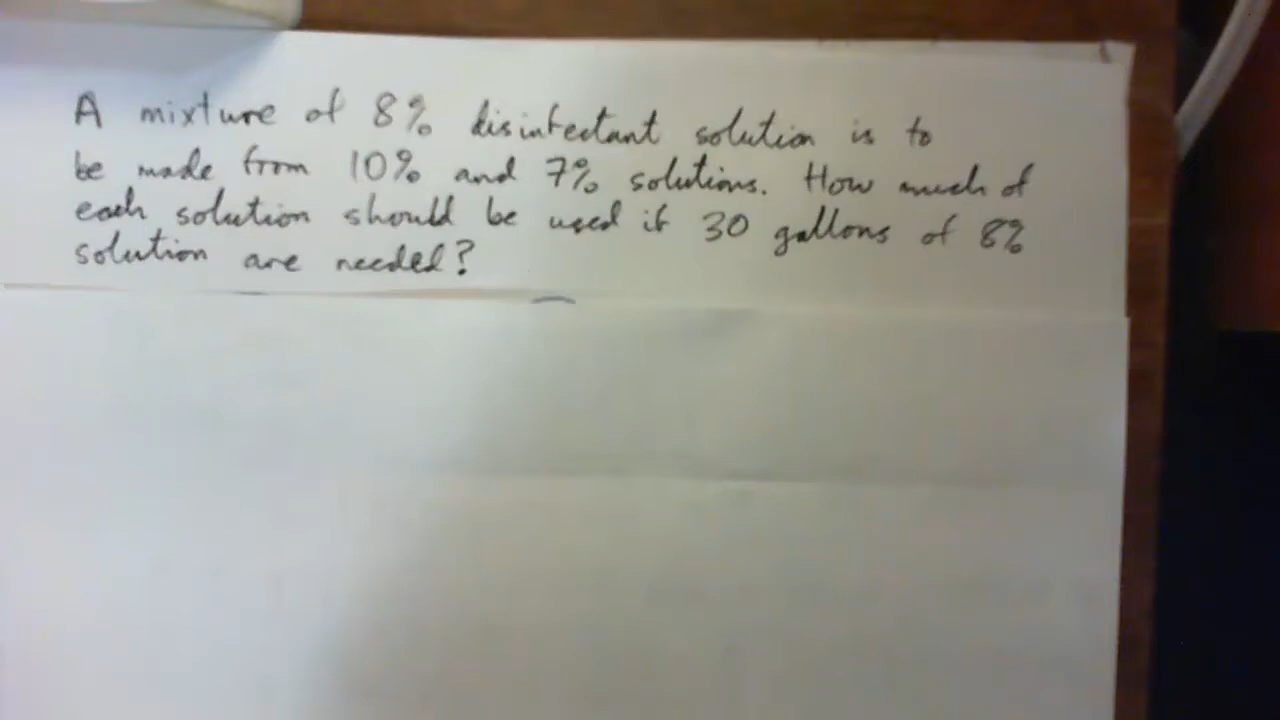 A mixture of 8% disinfectant solution is to
be made from 10% and 7% solutions. How much of
each solution should be used if 30 gallons of 8%
solution are needed?